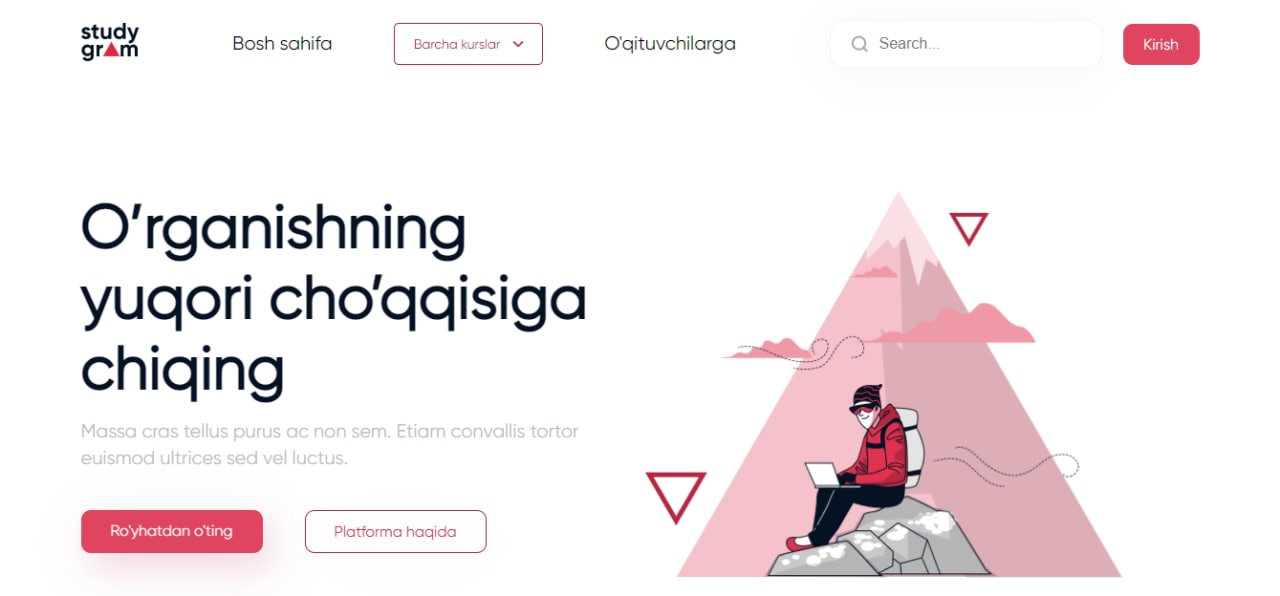 study
gram
Bosh sahifa
Barcha kurslar
O'qituvchilarga
Search...
Kirish
O’rganishning
yuqori cho’qqisiga
chiqing
Massa cras tellus purus ac non sem. Etiam convallis tortor
euismod ultrices sed vel luctus.
Ro'yhatdan o'ting
Platforma haqida